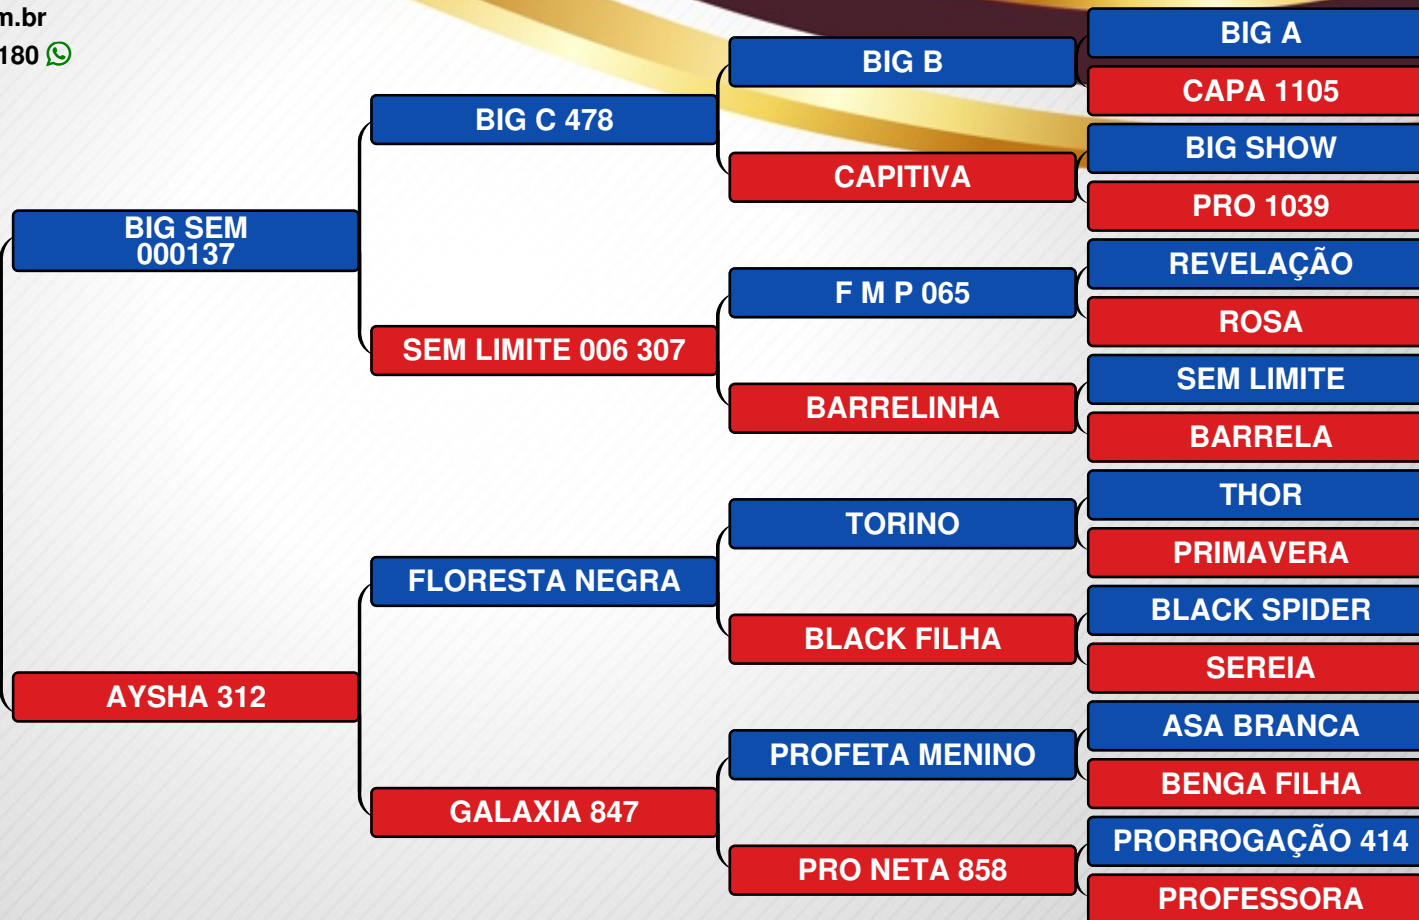 m.br
180
BIG SEM
000137
AYSHA 312
BIG C 478
SEM LIMITE 006 307
FLORESTA NEGRA
GALAXIA 847
BIG B
CAPITIVA
F M P 065
BARRELINHA
TORINO
BLACK FILHA
PROFETA MENINO
PRO NETA 858
BIG A
CAPA 1105
BIG SHOW
PRO 1039
REVELAÇÃO
ROSA
SEM LIMITE
BARRELA
THOR
PRIMAVERA
BLACK SPIDER
SEREIA
ASA BRANCA
BENGA FILHA
PRORROGAÇÃO 414
PROFESSORA